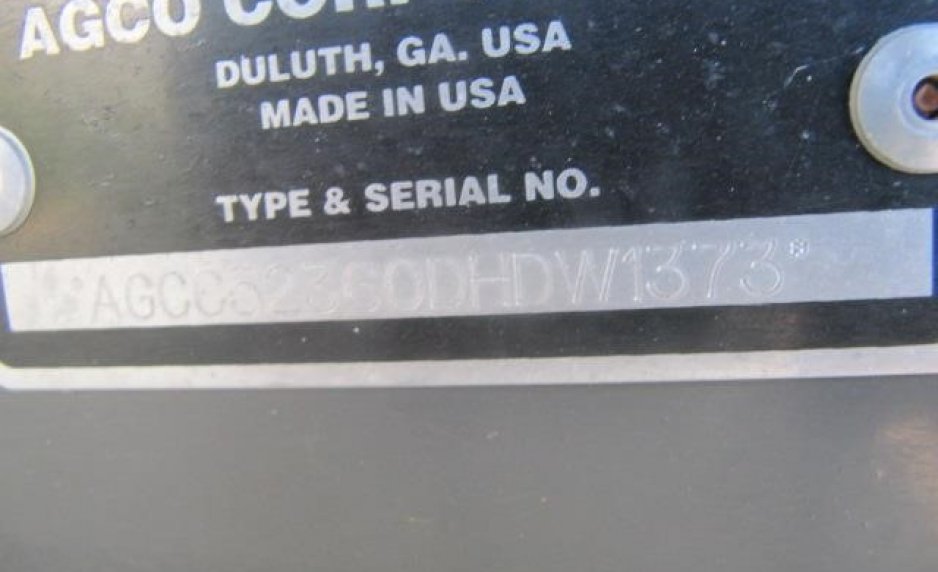 AGCO
DULUTH, GA. USA
MADE IN USA
TYPE & SERIAL NO.
*AGCC52360DHDW1373*